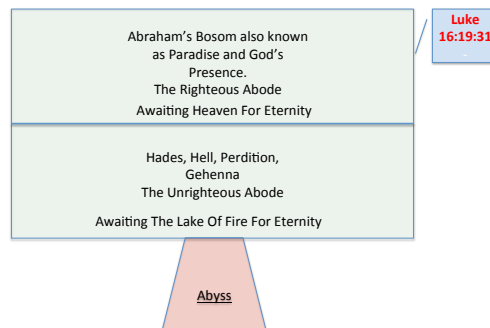 Abraham's Bosom also known
as Paradise and God's
Presence.
The Righteous Abode
Awaiting Heaven For Eternity
Luke
16:19:31
Hades, Hell, Perdition,
Gehenna
The Unrighteous Abode
Awaiting The Lake Of Fire For Eternity
Abyss